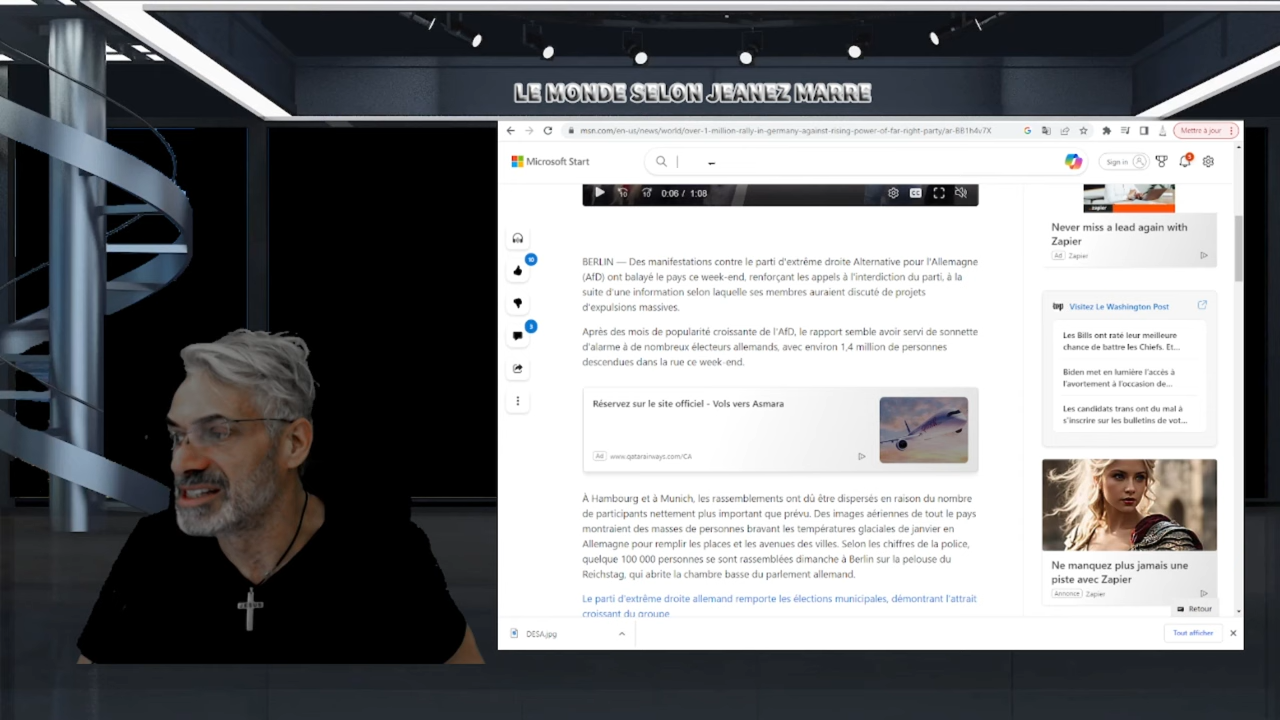 LE MONDE SELON JEANEZ MARRE
msn.com/en-us/news/world/over-1-million-rally-in-germany-against-rising-power-of-far-right-party/ar-BB1h4v7X
Mettre à jour
Microsoft Start
Sign in
0:06 / 1:08
CC
BERLIN — Des manifestations contre le parti d'extrême droite Alternative pour l'Allemagne
(AfD) ont balayé le pays ce week-end, renforçant les appels à l'interdiction du parti, à la
suite d'une information selon laquelle ses membres auraient discuté de projets
d'expulsions massives.
Après des mois de popularité croissante de l'AfD, le rapport semble avoir servi de sonnette
d'alarme à de nombreux électeurs allemands, avec environ 1,4 million de personnes
descendues dans la rue ce week-end.
Réservez sur le site officiel - Vols vers Asmara
Ad www.qatarairways.com/CA
À Hambourg et à Munich, les rassemblements ont dû être dispersés en raison du nombre
de participants nettement plus important que prévu. Des images aériennes de tout le pays
montraient des masses de personnes bravant les températures glaciales de janvier en
Allemagne pour remplir les places et les avenues des villes. Selon les chiffres de la police,
quelque 100 000 personnes se sont rassemblées dimanche à Berlin sur la pelouse du
Reichstag, qui abrite la chambre basse du parlement allemand.
Le parti d'extrême droite allemand remporte les élections municipales, démontrant l'attrait
croissant du groupe
zapier
Never miss a lead again with
Zapier
Ad Zapier
Visitez Le Washington Post
Les Bills ont raté leur meilleure
chance de battre les Chiefs. Et...
Biden met en lumière l'accès à
l'avortement à l'occasion de...
Les candidats trans ont du mal à
s'inscrire sur les bulletins de vot...
Ne manquez plus jamais une
piste avec Zapier
Annonce Zapier
Retour
DESA.jpg
Tout afficher
JESUS